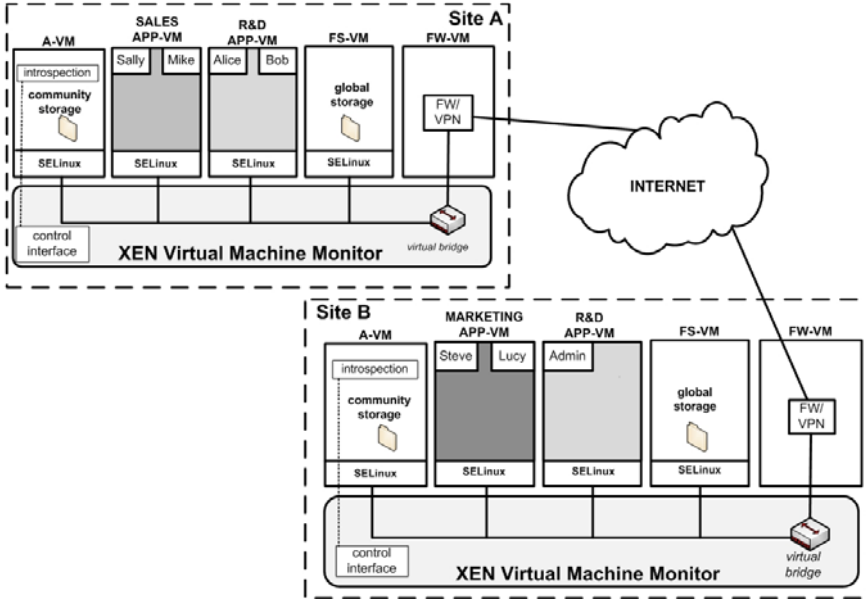 Site A
A-VM
SALES
APP-VM
R&D
APP-VM
FS-VM
FW-VM
Sally
Mike
Alice
Bob
introspection
community
storage
global
storage
FW/
VPN
SELinux
SELinux
SELinux
SELinux
control
interface
XEN Virtual Machine Monitor
virtual bridge
INTERNET
Site B
A-VM
MARKETING
APP-VM
R&D
APP-VM
FS-VM
FW-VM
Steve
Lucy
Admin
introspection
community
storage
global
storage
FW/
VPN
SELinux
SELinux
SELinux
SELinux
control
interface
XEN Virtual Machine Monitor
virtual
bridge